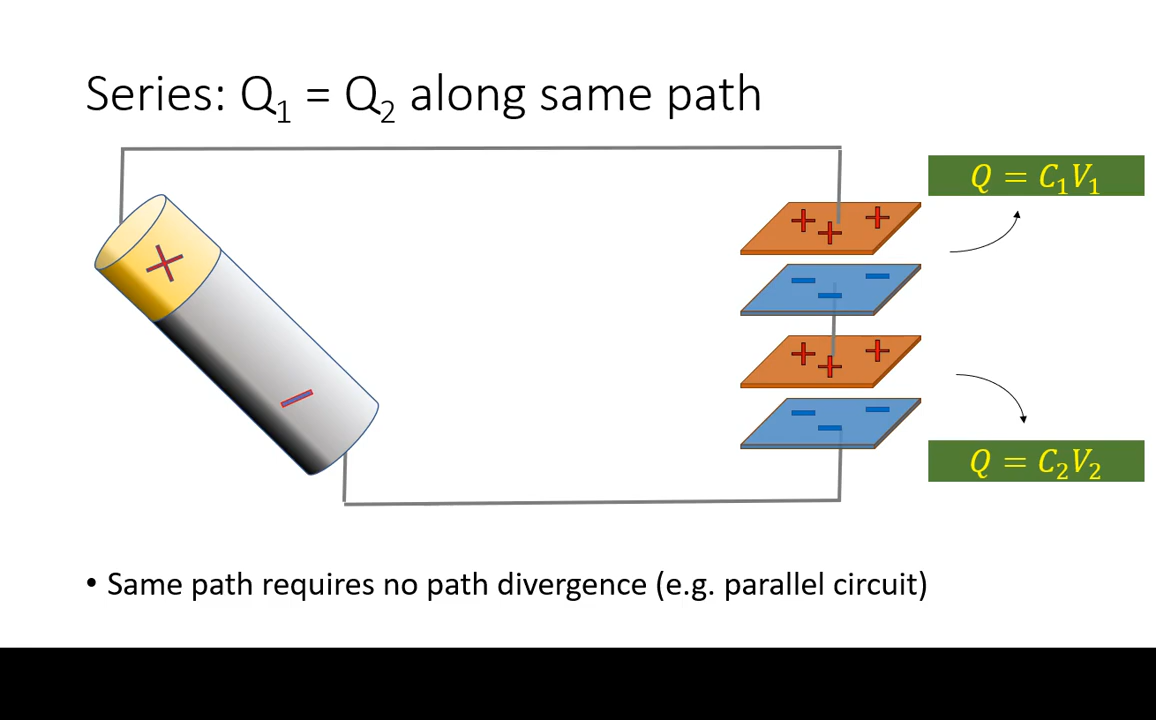 Series: Q₁ = Q₂ along same path
Q = C₁V₁
+
+ + +
− − −
−
+ + +
− − −
Q = C₂V₂
• Same path requires no path divergence (e.g. parallel circuit)